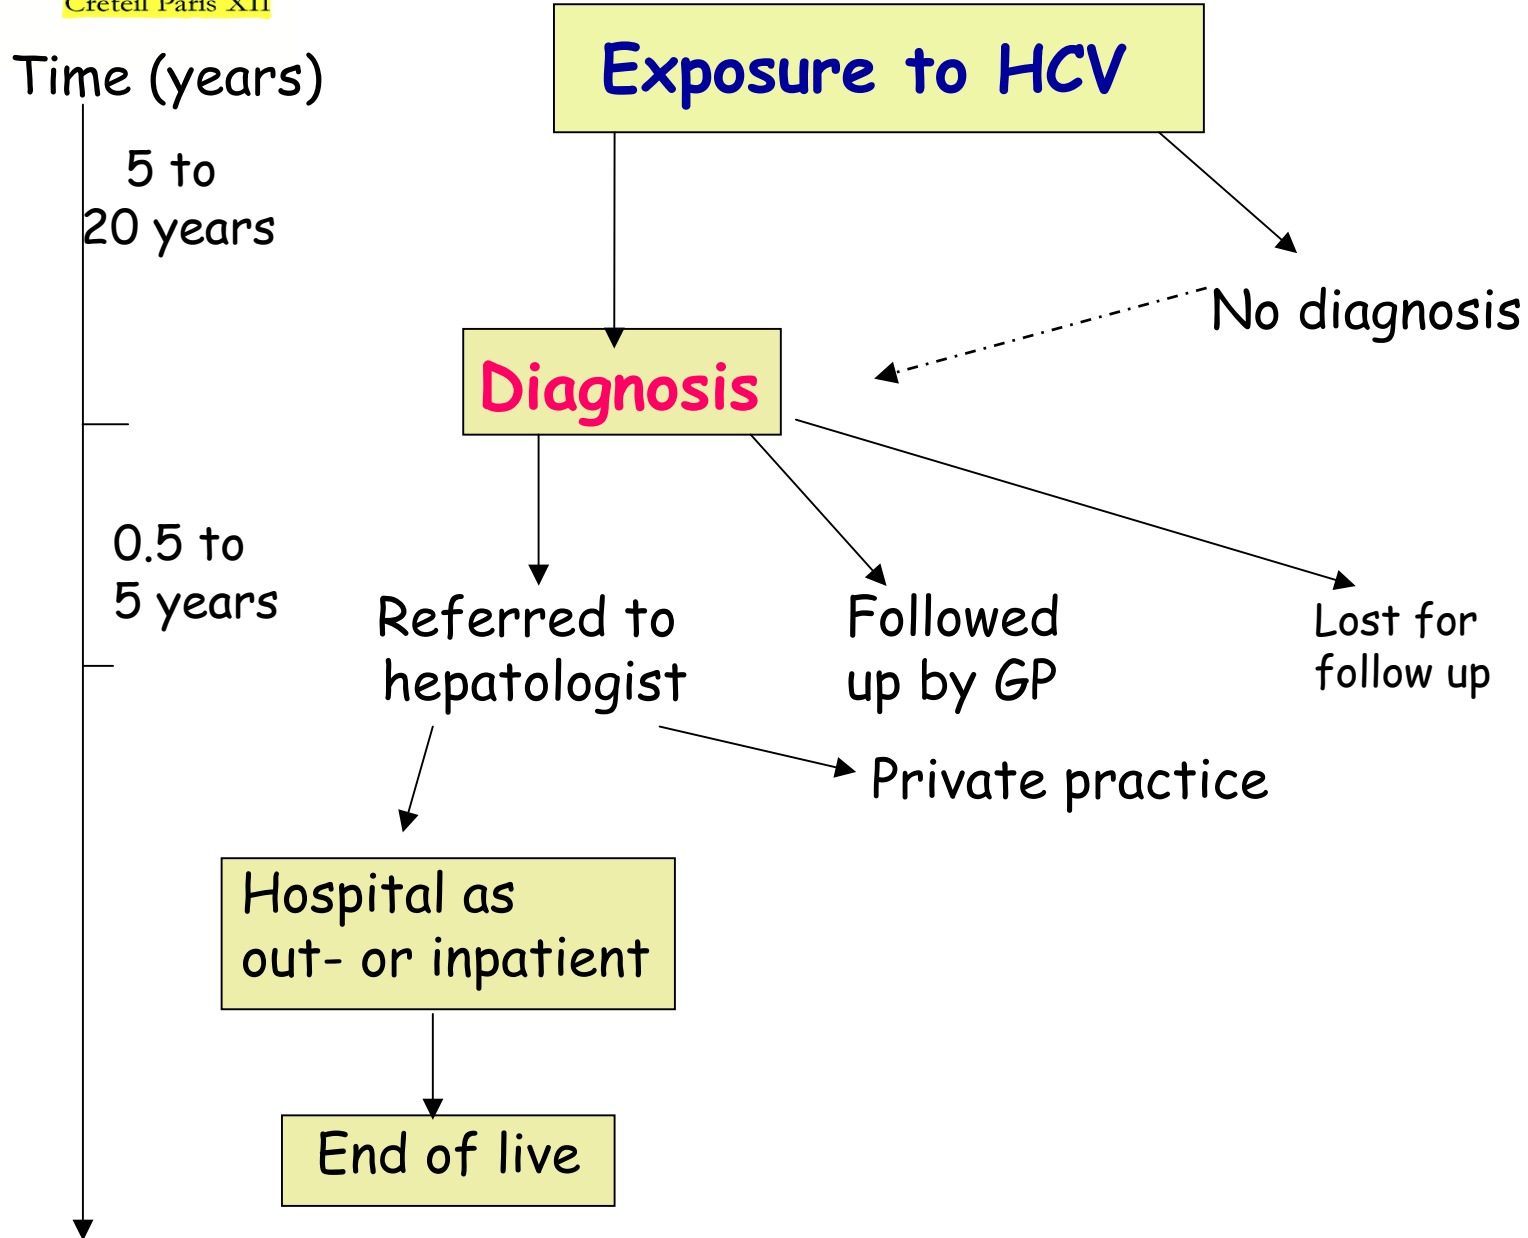 Créteil Paris XII
Time (years)
Exposure to HCV
5 to
20 years
No diagnosis
Diagnosis
0.5 to
5 years
Referred to
hepatologist
Followed
up by GP
Lost for
follow up
Private practice
Hospital as
out- or inpatient
End of live